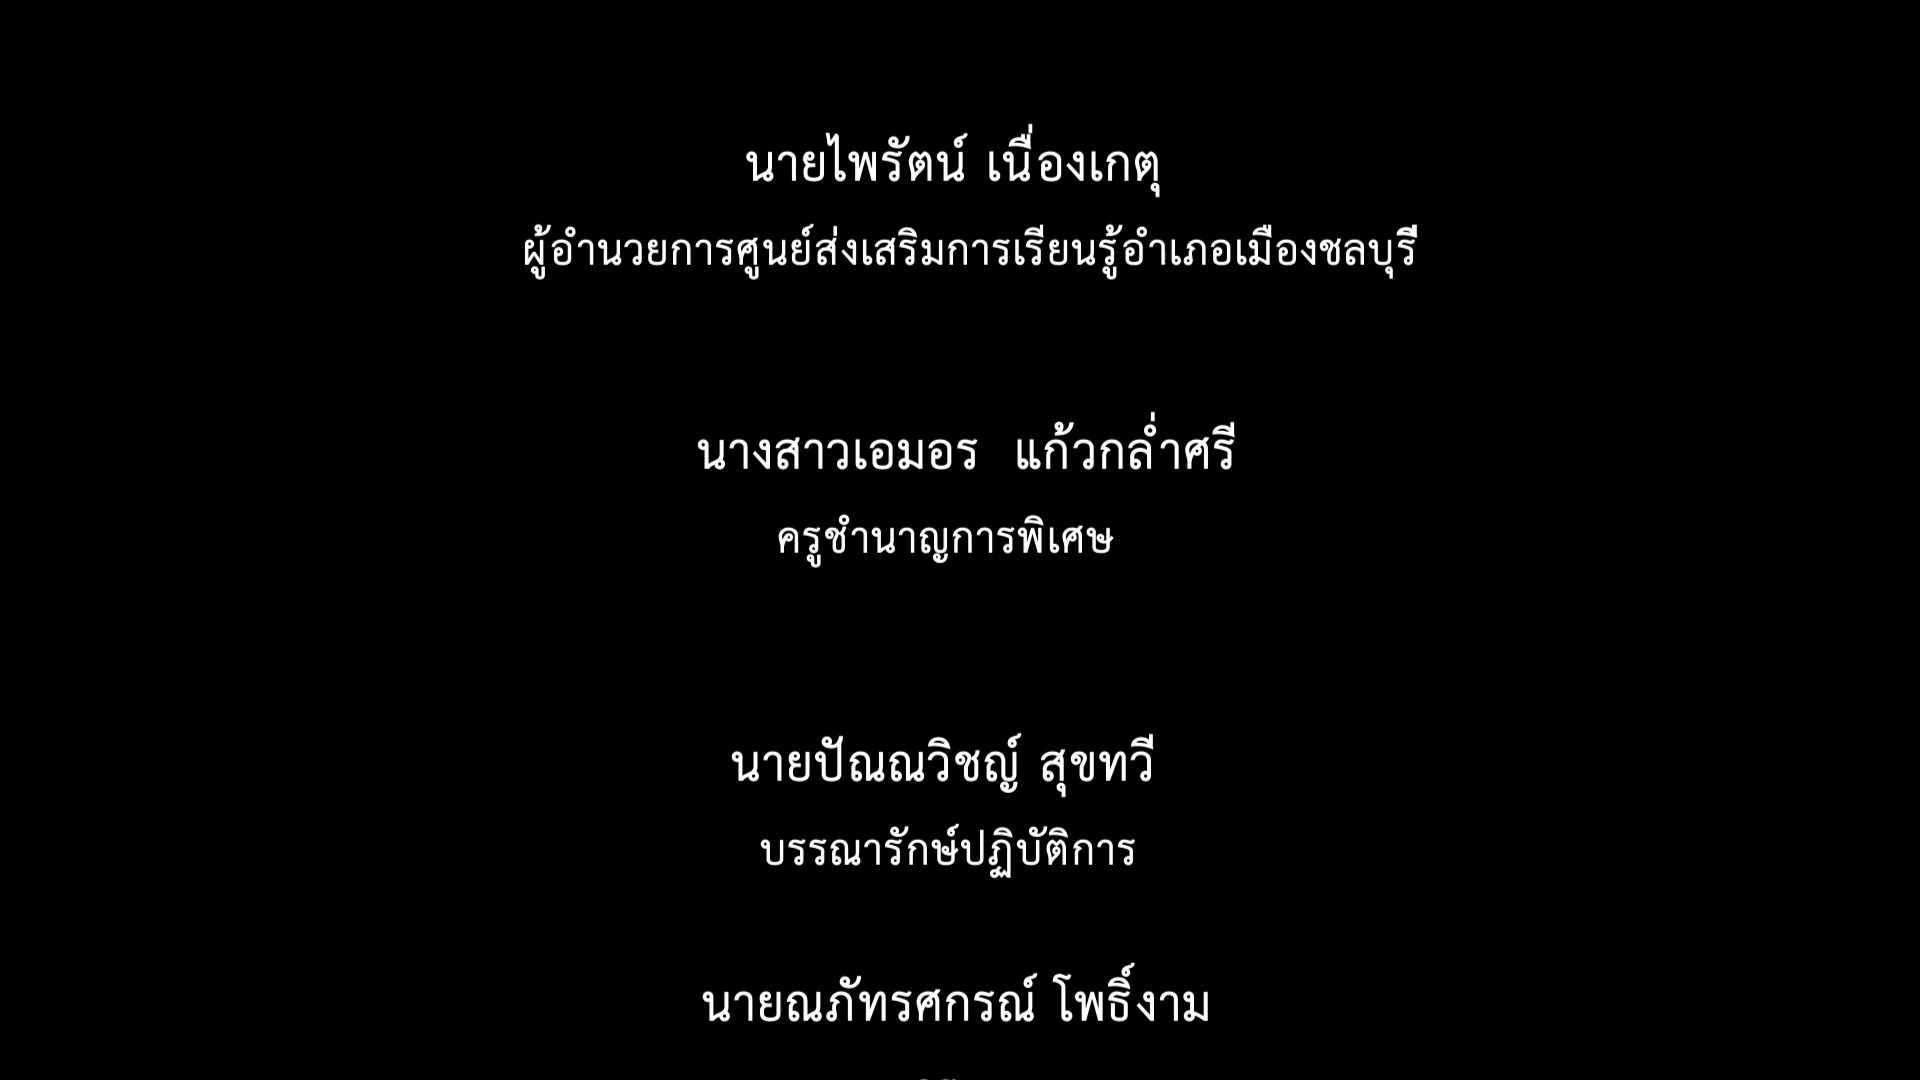 นายไพรัตน์ เนื่องเกตุ
ผู้อำนวยการศูนย์ส่งเสริมการเรียนรู้อำเภอเมืองชลบุรี
นางสาวเอมอร แก้วกล่ำศรี
ครูชำนาญการพิเศษ
นายปัณณวิชญ์ สุขทวี
บรรณารักษ์ปฏิบัติการ
นายณภัทรศกรณ์ โพธิ์งาม